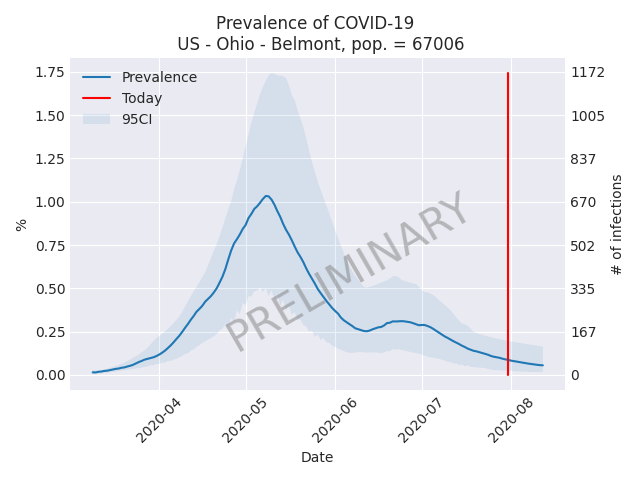 Prevalence of COVID-19
US - Ohio - Belmont, pop. = 67006
Prevalence
Today
95CI
PRELIMINARY
%
1.75
1.50
1.25
1.00
0.75
0.50
0.25
0.00
1172
1005
837
670
502
335
167
0
# of infections
2020-04
2020-05
2020-06
2020-07
2020-08
Date